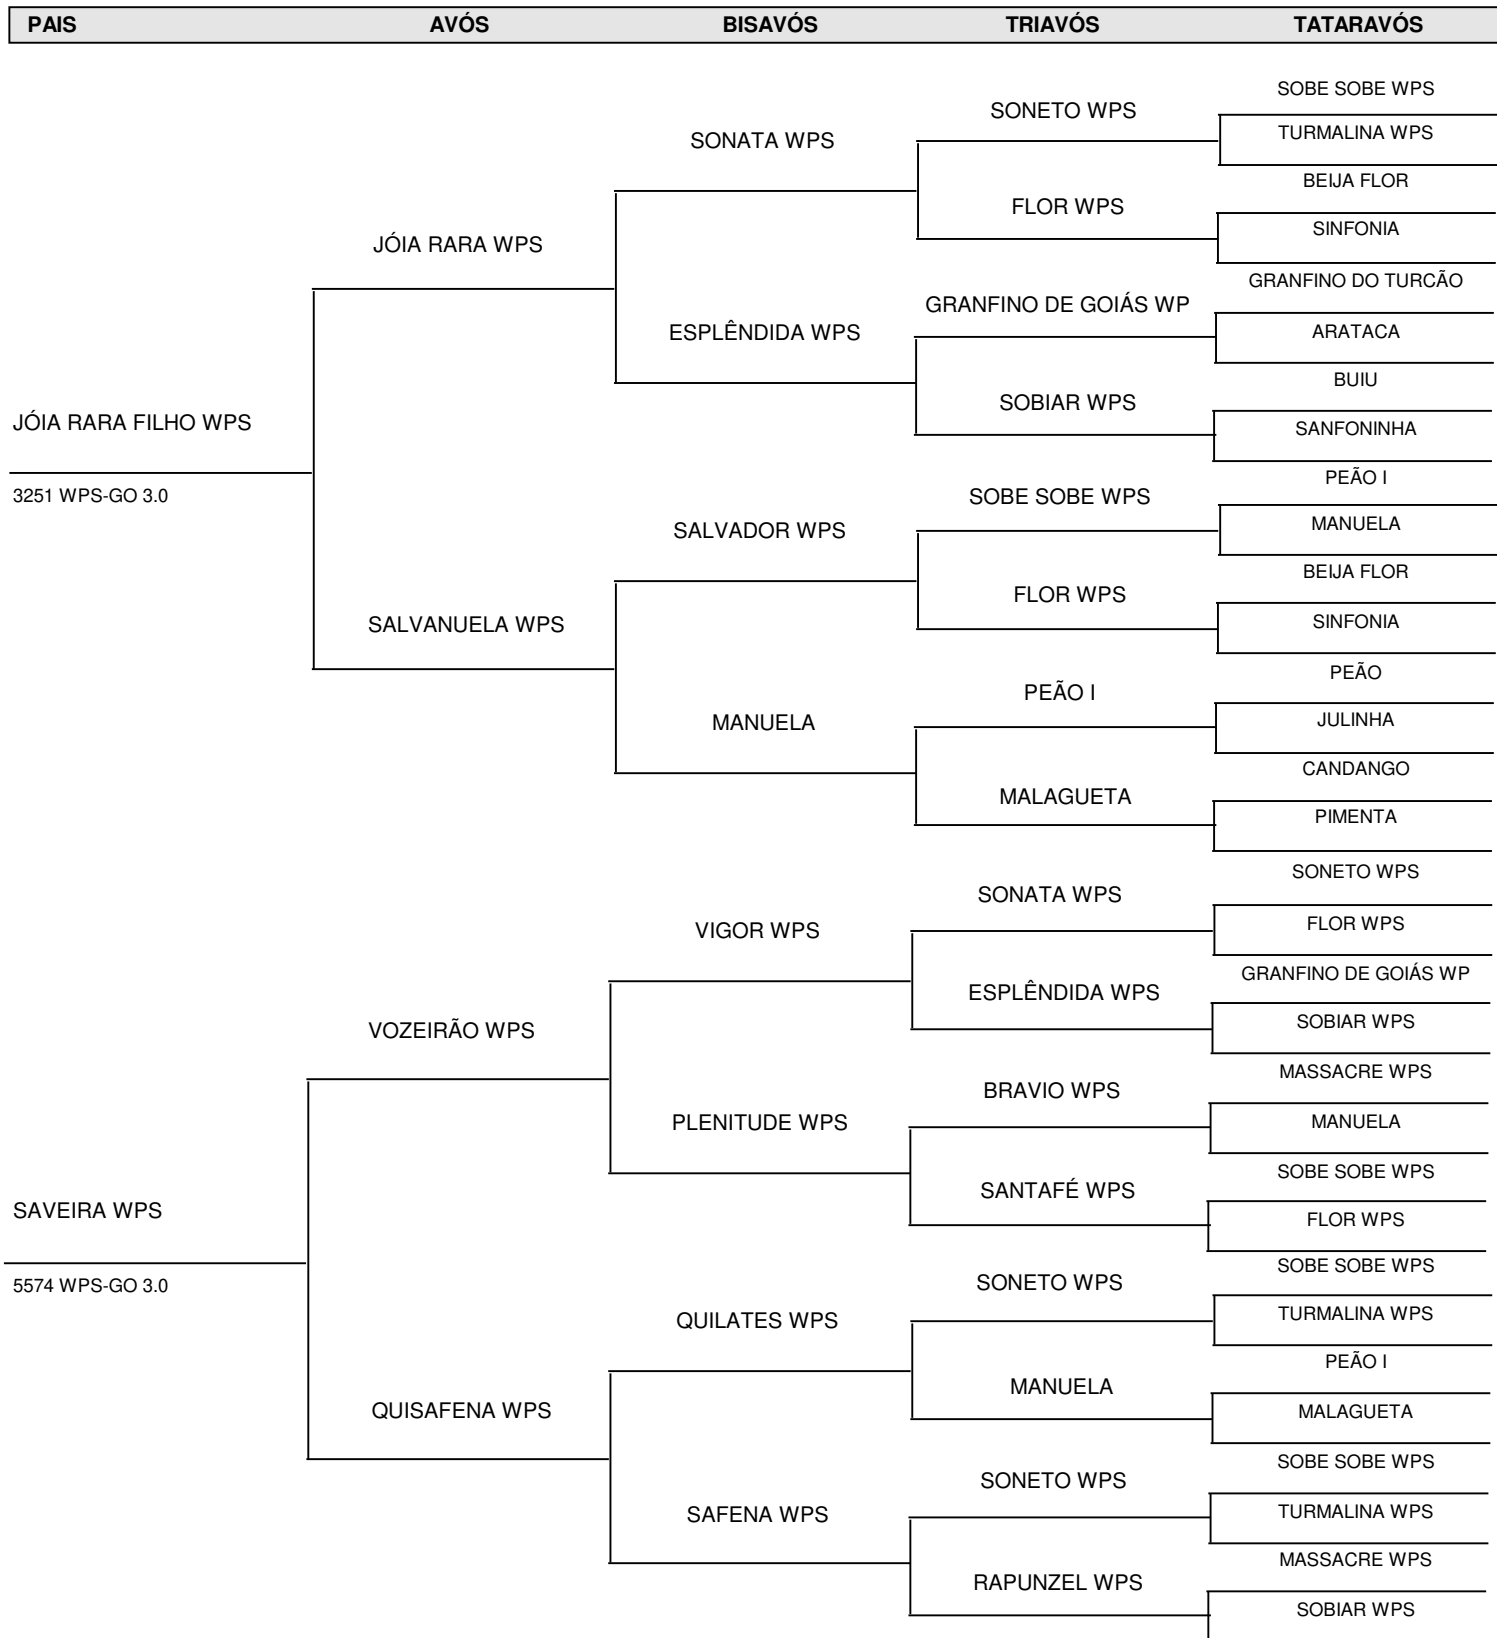 PAIS AVÓS BISAVÓS TRIAVÓS TATARAVÓS
SOBE SOBE WPS
SONETO WPS
TURMALINA WPS
SONATA WPS
BEIJA FLOR
FLOR WPS
SINFONIA
JÓIA RARA WPS
GRANFINO DO TURCÃO
GRANFINO DE GOIÁS WP
ARATACA
ESPLÊNDIDA WPS
BUIU
SOBIAR WPS
JÓIA RARA FILHO WPS
SANFONINHA
PEÃO I
3251 WPS-GO 3.0
SOBE SOBE WPS
MANUELA
SALVADOR WPS
BEIJA FLOR
FLOR WPS
SINFONIA
SALVANUELA WPS
PEÃO
PEÃO I
JULINHA
MANUELA
CANDANGO
MALAGUETA
PIMENTA
SONETO WPS
SONATA WPS
FLOR WPS
VIGOR WPS
GRANFINO DE GOIÁS WP
ESPLÊNDIDA WPS
SOBIAR WPS
VOZEIRÃO WPS
MASSACRE WPS
BRAVIO WPS
MANUELA
PLENITUDE WPS
SOBE SOBE WPS
SANTAFÉ WPS
SAVEIRA WPS
FLOR WPS
SOBE SOBE WPS
5574 WPS-GO 3.0
SONETO WPS
TURMALINA WPS
QUILATES WPS
PEÃO I
MANUELA
QUISAFENA WPS
MALAGUETA
SOBE SOBE WPS
SONETO WPS
TURMALINA WPS
SAFENA WPS
MASSACRE WPS
RAPUNZEL WPS
SOBIAR WPS